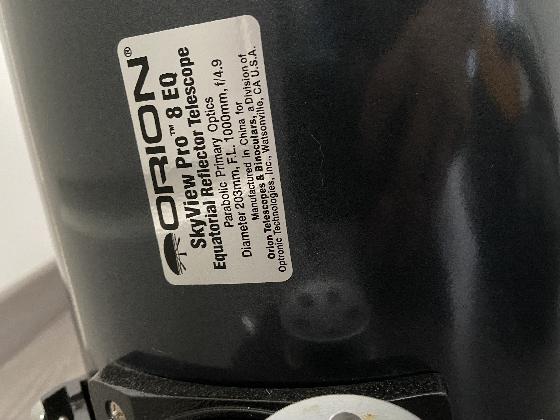 ORION®
SkyView Pro™ 8 EQ
Equatorial Reflector Telescope
Parabolic Primary Optics
Diameter 203mm, F.L. 1000mm, f/4.9
Manufactured in China for
Orion Telescopes & Binoculars, a Division of
Optronic Technologies, Inc., Watsonville, CA U.S.A.